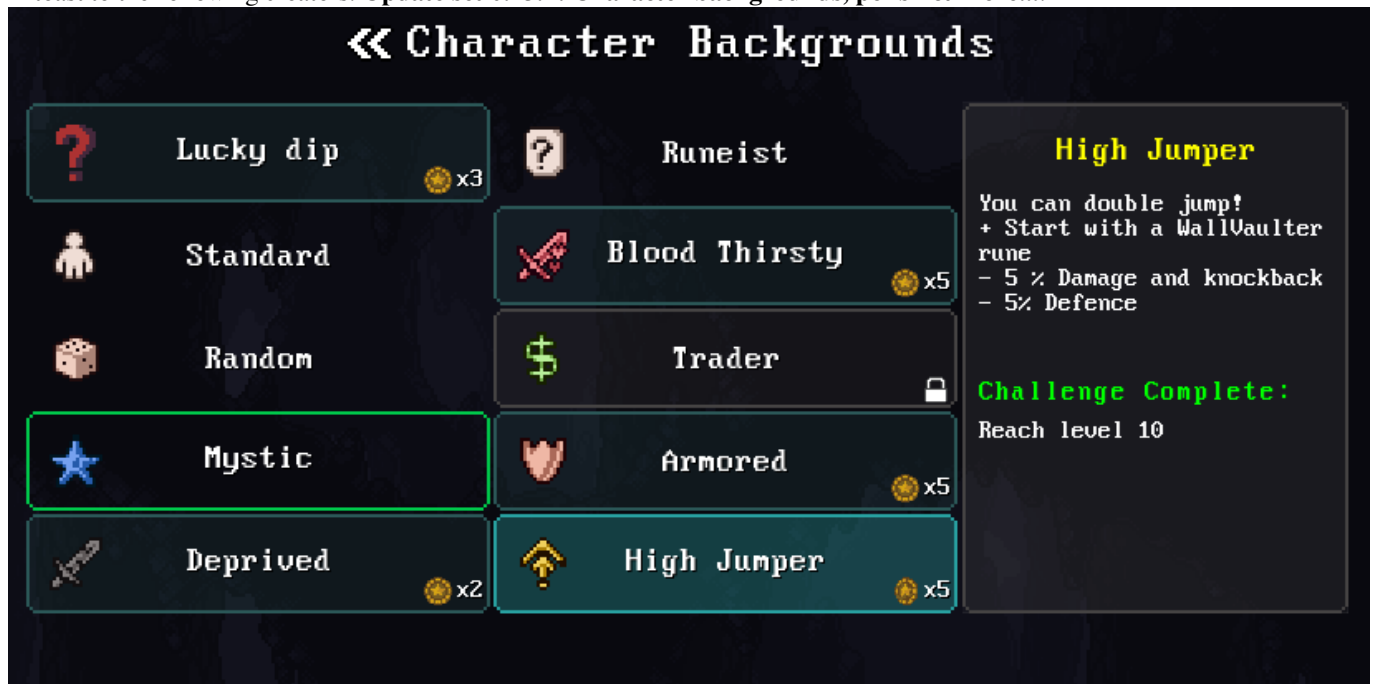 Character Backgrounds
Lucky dip
x3
Runeist
Standard
Blood Thirsty
x5
Random
Trader
Mystic
Armored
x5
Deprived
x2
High Jumper
x5
High Jumper
You can double jump!
+ Start with a WallVaulter
rune
- 5 % Damage and knockback
- 5% Defence
Challenge Complete:
Reach level 10